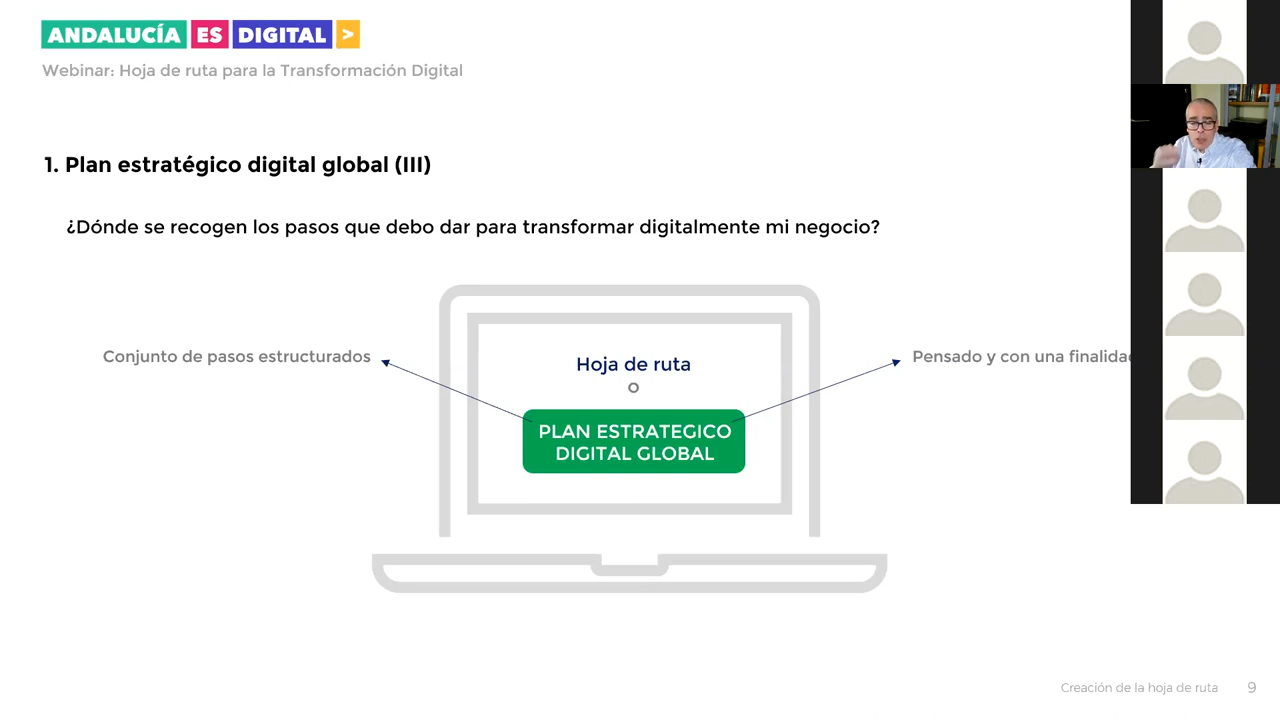 ANDALUCÍA ES DIGITAL >
Webinar: Hoja de ruta para la Transformación Digital
1. Plan estratégico digital global (III)
¿Dónde se recogen los pasos que debo dar para transformar digitalmente mi negocio?
Conjunto de pasos estructurados
Hoja de ruta
o
PLAN ESTRATEGICO
DIGITAL GLOBAL
Pensado y con una
Creación de la hoja de ruta 9